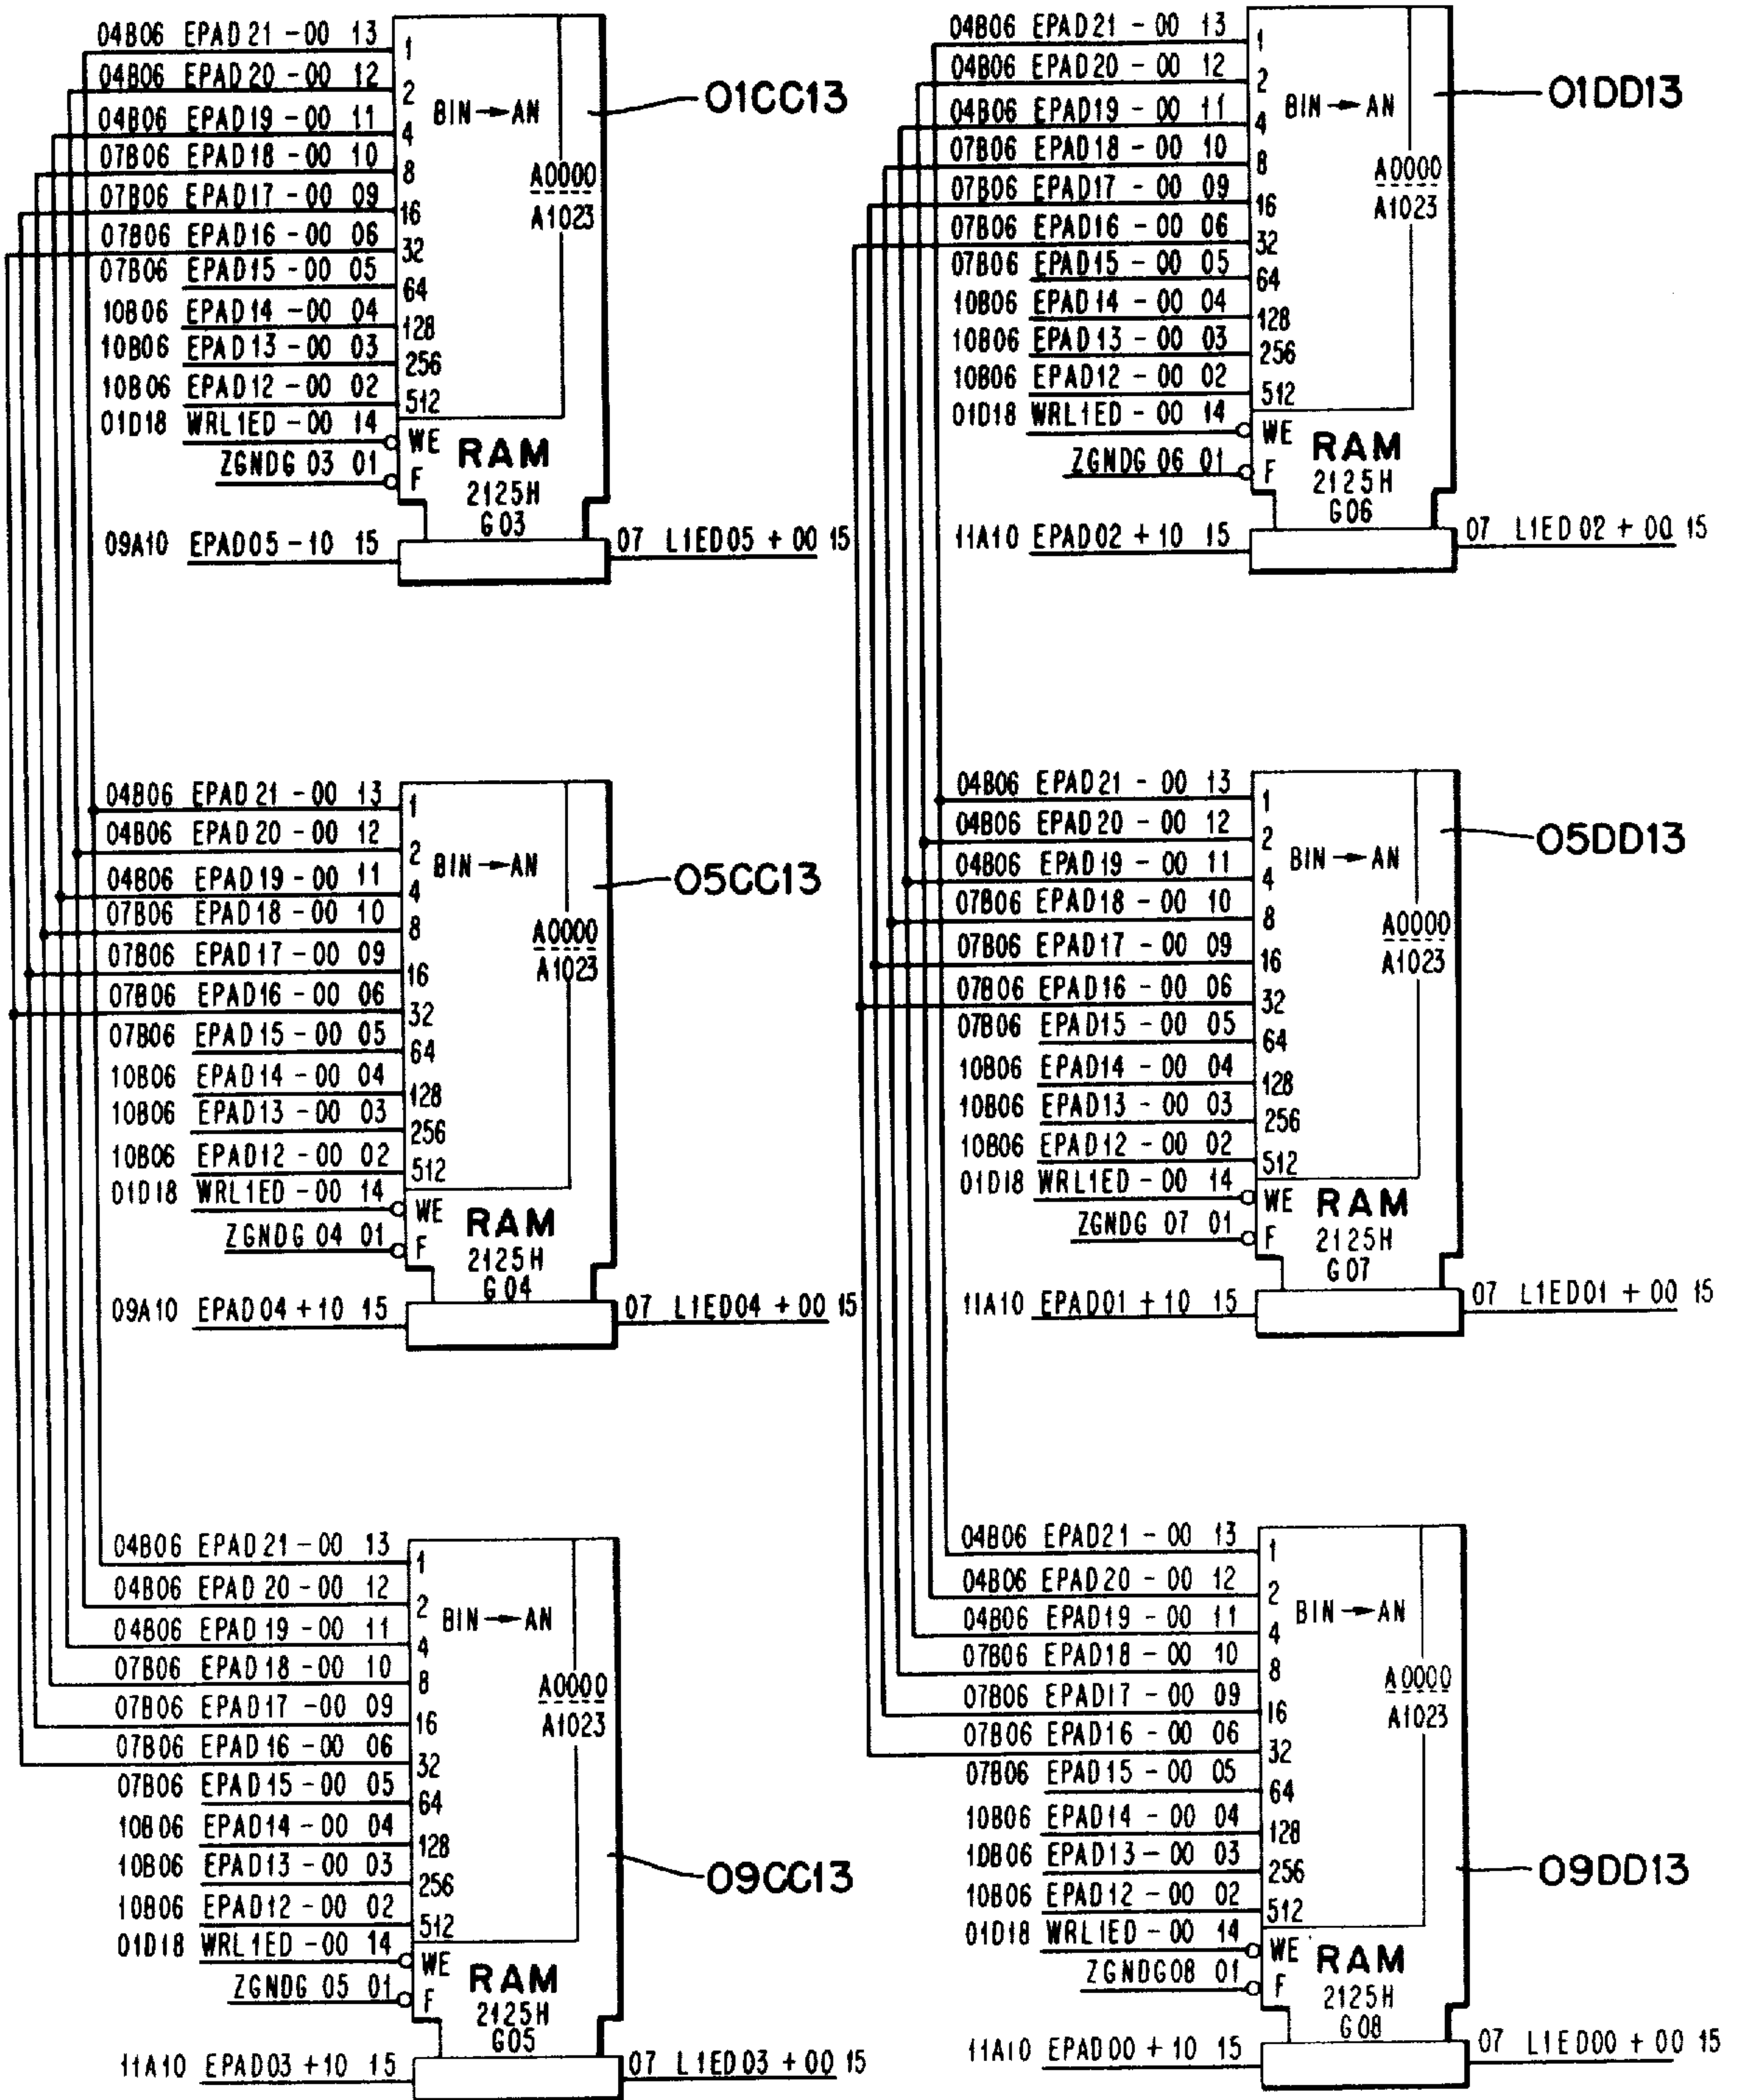 04B06 EPAD21-00 13 1
04B06 EPAD20-00 12 2
04B06 EPAD19-00 11 4
BIN→AN
01CC13
07B06 EPAD18-00 10 8
07B06 EPAD17-00 09 16
A0000
A1023
07B06 EPAD16-00 06 32
07B06 EPAD15-00 05 64
10B06 EPAD14-00 04 128
10B06 EPAD13-00 03 256
10B06 EPAD12-00 02 512
01D18 WRL1ED-00 14 WE
RAM
ZGNDG 03 01 F
2125H
G03
09A10 EPAD05-10 15
07 L1ED05+00 15
04B06 EPAD21-00 13 1
04B06 EPAD20-00 12 2
04B06 EPAD19-00 11 4
BIN→AN
01DD13
07B06 EPAD18-00 10 8
07B06 EPAD17-00 09 16
A0000
A1023
07B06 EPAD16-00 06 32
07B06 EPAD15-00 05 64
10B06 EPAD14-00 04 128
10B06 EPAD13-00 03 256
10B06 EPAD12-00 02 512
01D18 WRL1ED-00 14 WE
RAM
ZGNDG 06 01 F
2125H
G06
11A10 EPAD02+10 15
07 L1ED02+00 15
04B06 EPAD21-00 13 1
04B06 EPAD20-00 12 2
04B06 EPAD19-00 11 4
BIN→AN
05CC13
07B06 EPAD18-00 10 8
07B06 EPAD17-00 09 16
A0000
A1023
07B06 EPAD16-00 06 32
07B06 EPAD15-00 05 64
10B06 EPAD14-00 04 128
10B06 EPAD13-00 03 256
10B06 EPAD12-00 02 512
01D18 WRL1ED-00 14 WE
RAM
ZGNDG 04 01 F
2125H
G04
09A10 EPAD04+10 15
07 L1ED04+00 15
04B06 EPAD21-00 13 1
04B06 EPAD20-00 12 2
04B06 EPAD19-00 11 4
BIN→AN
05DD13
07B06 EPAD18-00 10 8
07B06 EPAD17-00 09 16
A0000
A1023
07B06 EPAD16-00 06 32
07B06 EPAD15-00 05 64
10B06 EPAD14-00 04 128
10B06 EPAD13-00 03 256
10B06 EPAD12-00 02 512
01D18 WRL1ED-00 14 WE
RAM
ZGNDG 07 01 F
2125H
G07
11A10 EPAD01+10 15
07 L1ED01+00 15
04B06 EPAD21-00 13 1
04B06 EPAD20-00 12 2
04B06 EPAD19-00 11 4
BIN→AN
07B06 EPAD18-00 10 8
07B06 EPAD17-00 09 16
A0000
A1023
07B06 EPAD16-00 06 32
07B06 EPAD15-00 05 64
10B06 EPAD14-00 04 128
10B06 EPAD13-00 03 256
09CC13
10B06 EPAD12-00 02 512
01D18 WRL1ED-00 14 WE
RAM
ZGNDG 05 01 F
2125H
G05
11A10 EPAD03+10 15
07 L1ED03+00 15
04B06 EPAD21-00 13 1
04B06 EPAD20-00 12 2
04B06 EPAD19-00 11 4
BIN→AN
07B06 EPAD18-00 10 8
07B06 EPAD17-00 09 16
A0000
A1023
07B06 EPAD16-00 06 32
07B06 EPAD15-00 05 64
10B06 EPAD14-00 04 128
10B06 EPAD13-00 03 256
09DD13
10B06 EPAD12-00 02 512
01D18 WRL1ED-00 14 WE
RAM
ZGNDG08 01 F
2125H
G08
11A10 EPAD00+10 15
07 L1ED00+00 15